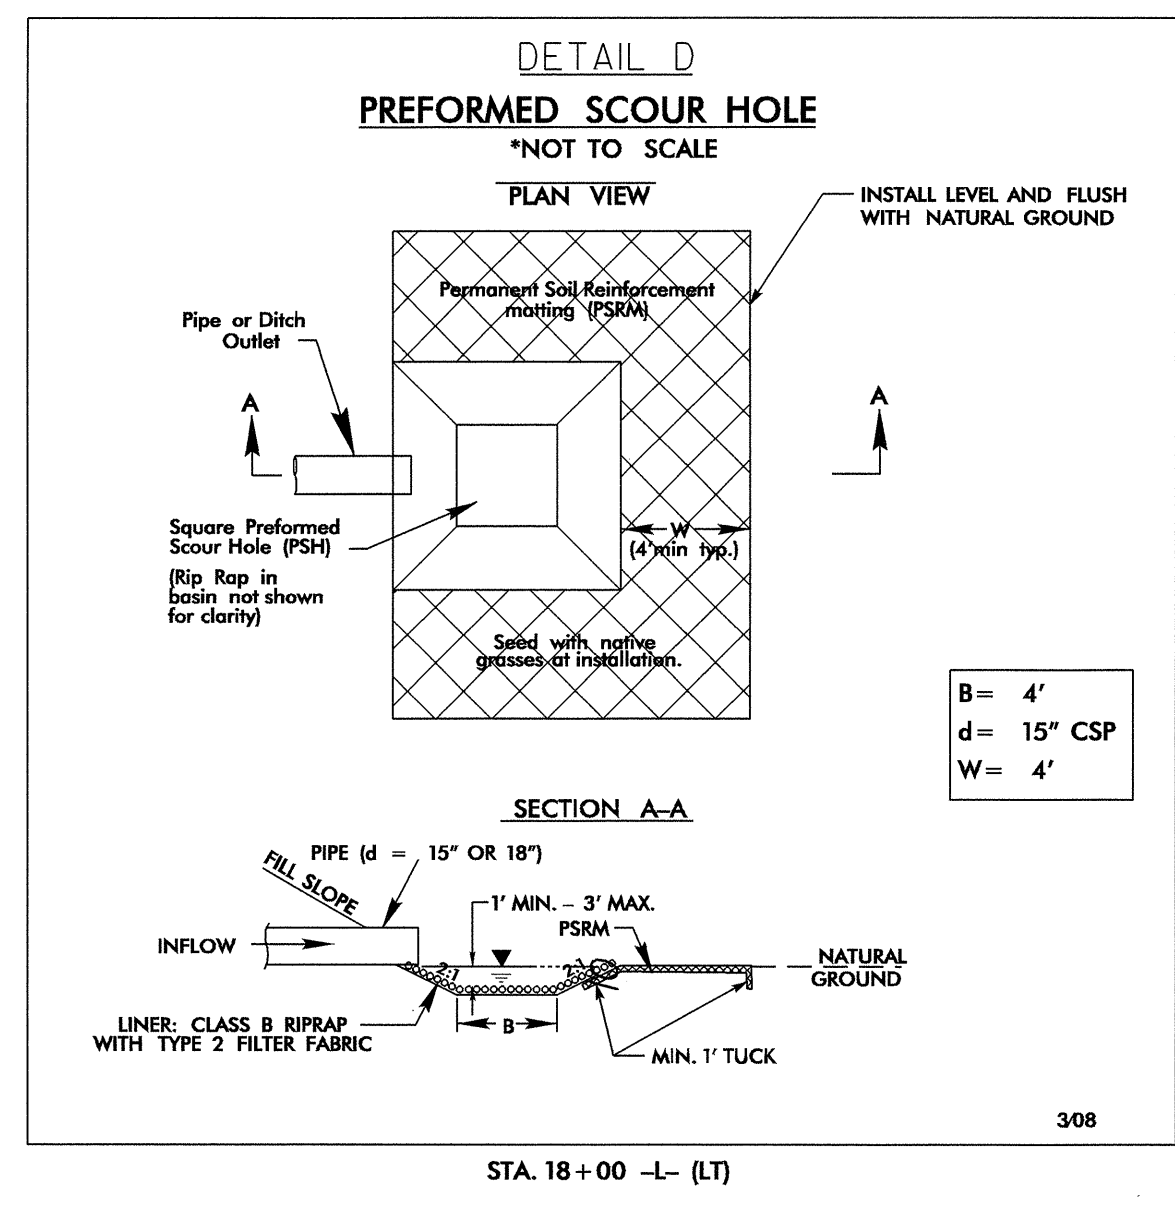 DETAIL D
PREFORMED SCOUR HOLE
*NOT TO SCALE
PLAN VIEW
INSTALL LEVEL AND FLUSH
WITH NATURAL GROUND
Permanent Soil Reinforcement
matting (PSRM)
Pipe or Ditch
Outlet
A
A
Square Preformed
Scour Hole (PSH)
(Rip Rap in
basin not shown
for clarity)
W
(4'min typ.)
Seed with native
grasses at installation.
B= 4'
d= 15" CSP
W= 4'
SECTION A-A
PIPE (d = 15" OR 18")
FILL SLOPE
1' MIN. - 3' MAX.
PSRM
INFLOW
2:1
2:1
NATURAL
GROUND
B
LINER: CLASS B RIPRAP
WITH TYPE 2 FILTER FABRIC
MIN. 1' TUCK
3/08
STA. 18+00 -L- (LT)